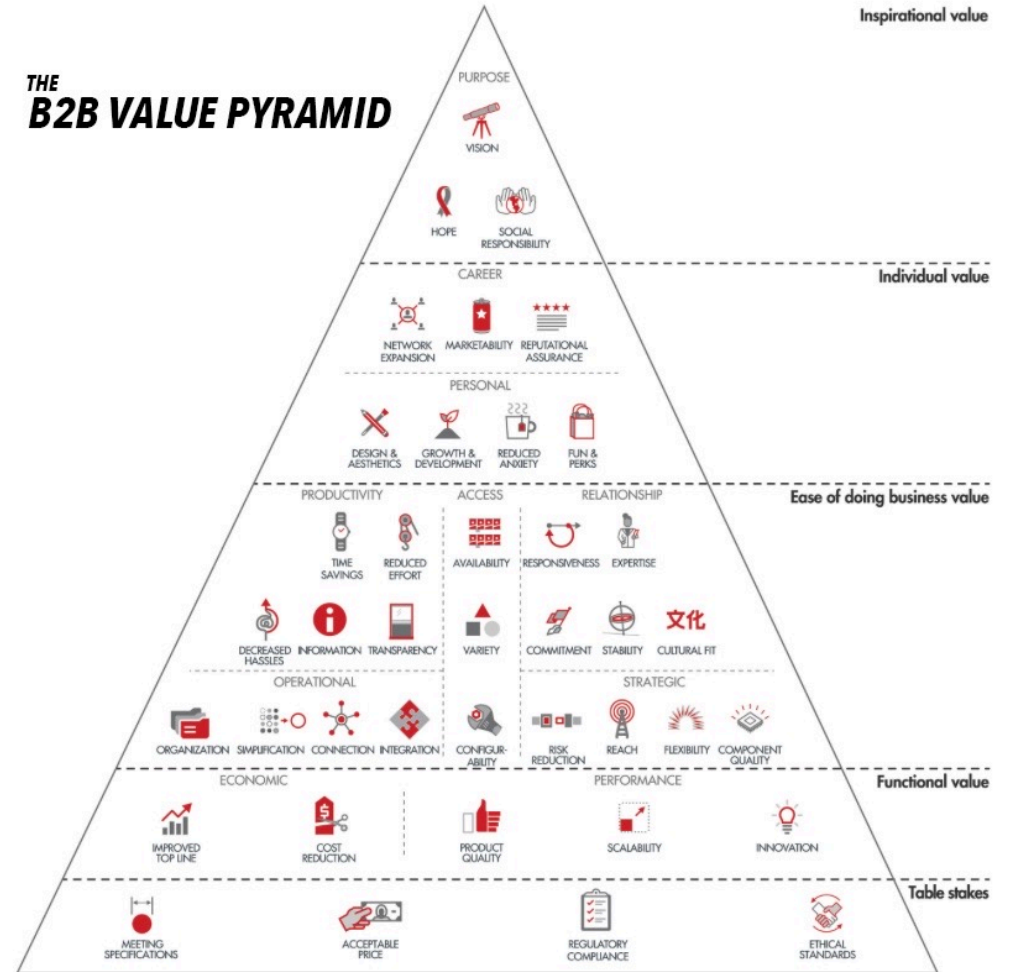 Inspirational value
THE
B2B VALUE PYRAMID
PURPOSE
VISION
HOPE
SOCIAL
RESPONSIBILITY
Individual value
CAREER
NETWORK
EXPANSION
MARKETABILITY
REPUTATIONAL
ASSURANCE
PERSONAL
DESIGN &
AESTHETICS
GROWTH &
DEVELOPMENT
REDUCED
ANXIETY
FUN &
PERKS
Ease of doing business value
PRODUCTIVITY
ACCESS
RELATIONSHIP
TIME
SAVINGS
REDUCED
EFFORT
AVAILABILITY
RESPONSIVENESS
EXPERTISE
DECREASED
HASSLES
INFORMATION
TRANSPARENCY
VARIETY
COMMITMENT
STABILITY
文化
CULTURAL FIT
OPERATIONAL
STRATEGIC
ORGANIZATION
SIMPLIFICATION
CONNECTION
INTEGRATION
CONFIGUR-
ABILITY
RISK
REDUCTION
REACH
FLEXIBILITY
COMPONENT
QUALITY
Functional value
ECONOMIC
PERFORMANCE
IMPROVED
TOP LINE
$
COST
REDUCTION
PRODUCT
QUALITY
SCALABILITY
INNOVATION
Table stakes
MEETING
SPECIFICATIONS
ACCEPTABLE
PRICE
REGULATORY
COMPLIANCE
ETHICAL
STANDARDS